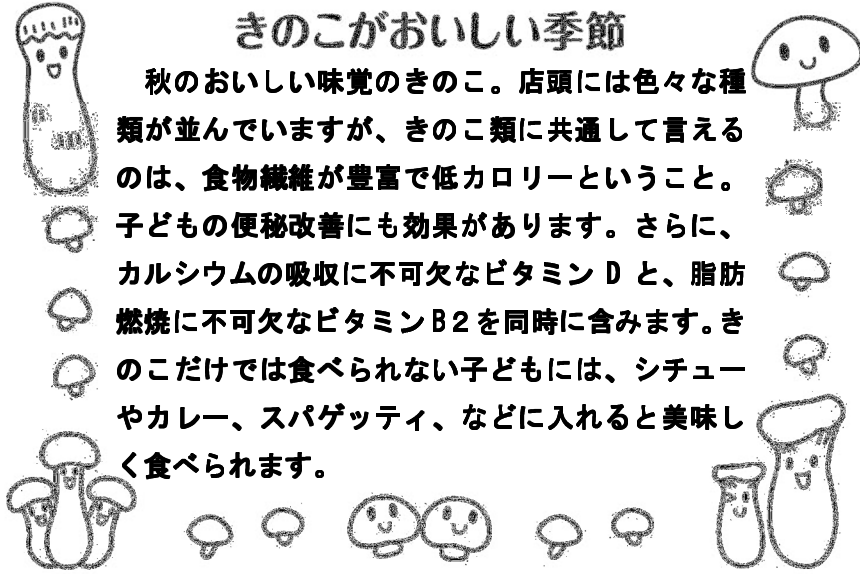 きのこがおいしい季節
　秋のおいしい味覚のきのこ。店頭には色々な種
類が並んでいますが、きのこ類に共通して言える
のは、食物繊維が豊富で低カロリーということ。
子どもの便秘改善にも効果があります。さらに、
カルシウムの吸収に不可欠なビタミン D と、脂肪
燃焼に不可欠なビタミンB２を同時に含みます。き
のこだけでは食べられない子どもには、シチュー
やカレー、スパゲッティ、などに入れると美味し
く食べられます。